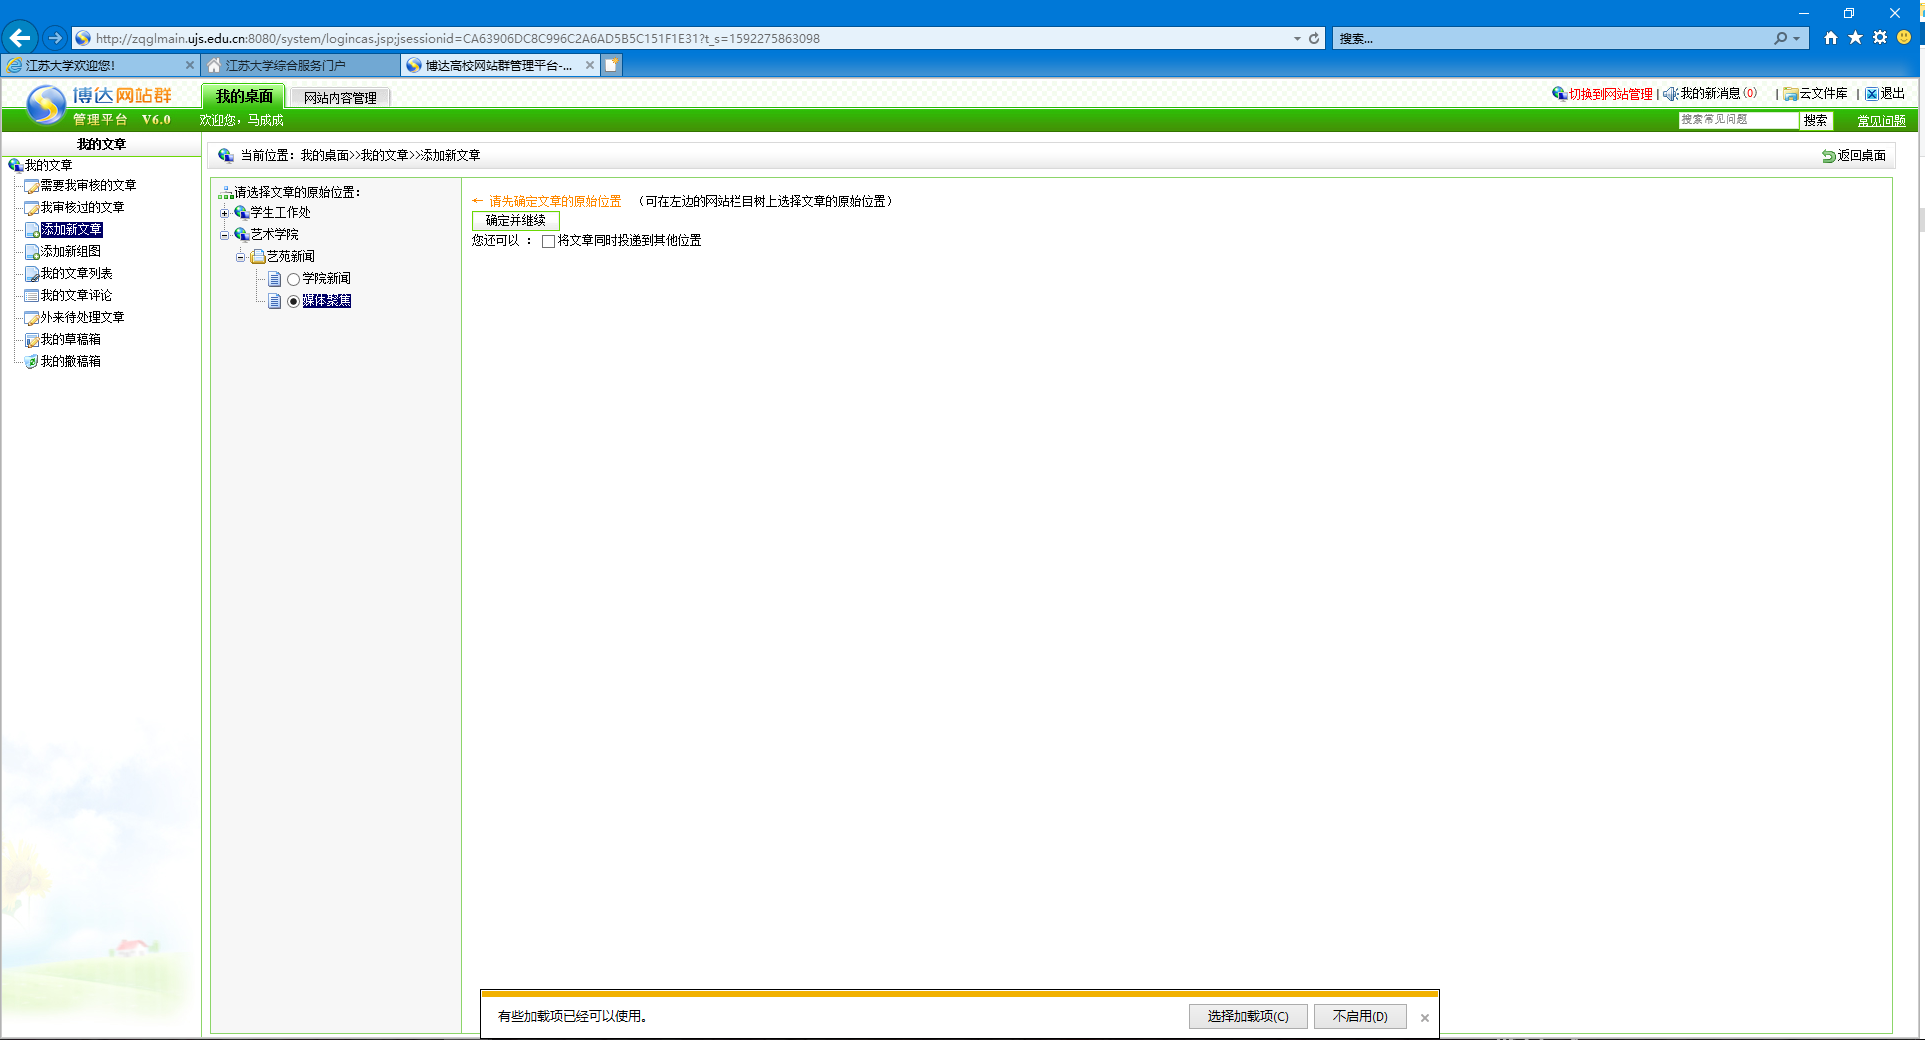 http://zqglmain.ujs.edu.cn:8080/system/logincas.jsp;jsessionid=CA63906DC8C996C2A6AD5B5C151F1E31?t_s=1592275863098
搜索...
江苏大学欢迎您!
江苏大学综合服务门户
博达高校网站群管理平台-...
博达网站群
管理平台 V6.0
我的桌面
网站内容管理
切换到网站管理 | 我的新消息(0) | 云文件库 | 退出
欢迎您，马成成
搜索常见问题
搜索
常见问题
我的文章
我的文章
需要我审核的文章
我审核过的文章
添加新文章
添加新组图
我的文章列表
我的文章评论
外来待处理文章
我的草稿箱
我的撤稿箱
当前位置：我的桌面>>我的文章>>添加新文章
返回桌面
请选择文章的原始位置：
学生工作处
艺术学院
艺苑新闻
学院新闻
媒体聚焦
← 请先确定文章的原始位置 （可在左边的网站栏目树上选择文章的原始位置）
确定并继续
您还可以 ： 将文章同时投递到其他位置
有些加载项已经可以使用。
选择加载项(C)
不启用(D)